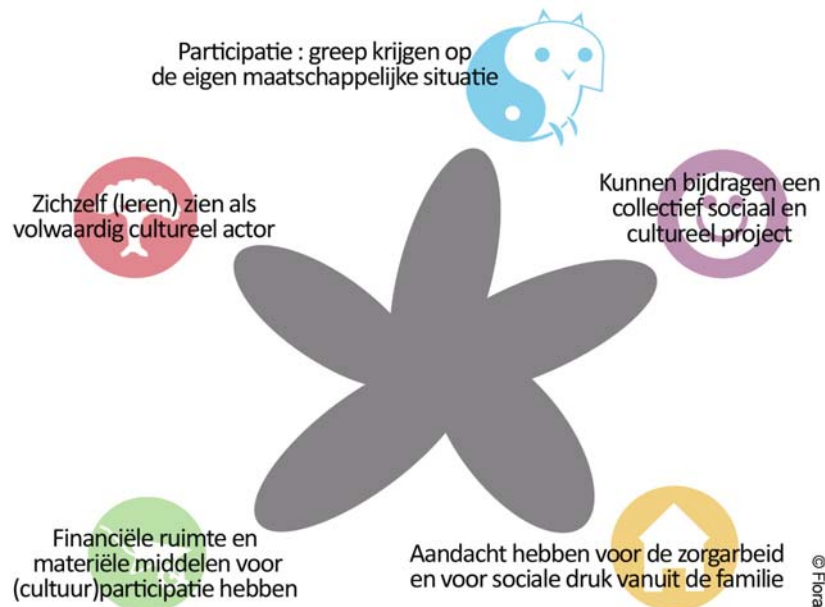 Participatie : greep krijgen op
de eigen maatschappelijke situatie
Zichzelf (leren) zien als
volwaardig cultureel actor
Kunnen bijdragen een
collectief sociaal en
cultureel project
Financiële ruimte en
materiële middelen voor
(cultuur)participatie hebben
Aandacht hebben voor de zorgarbeid
en voor sociale druk vanuit de familie
© Flora